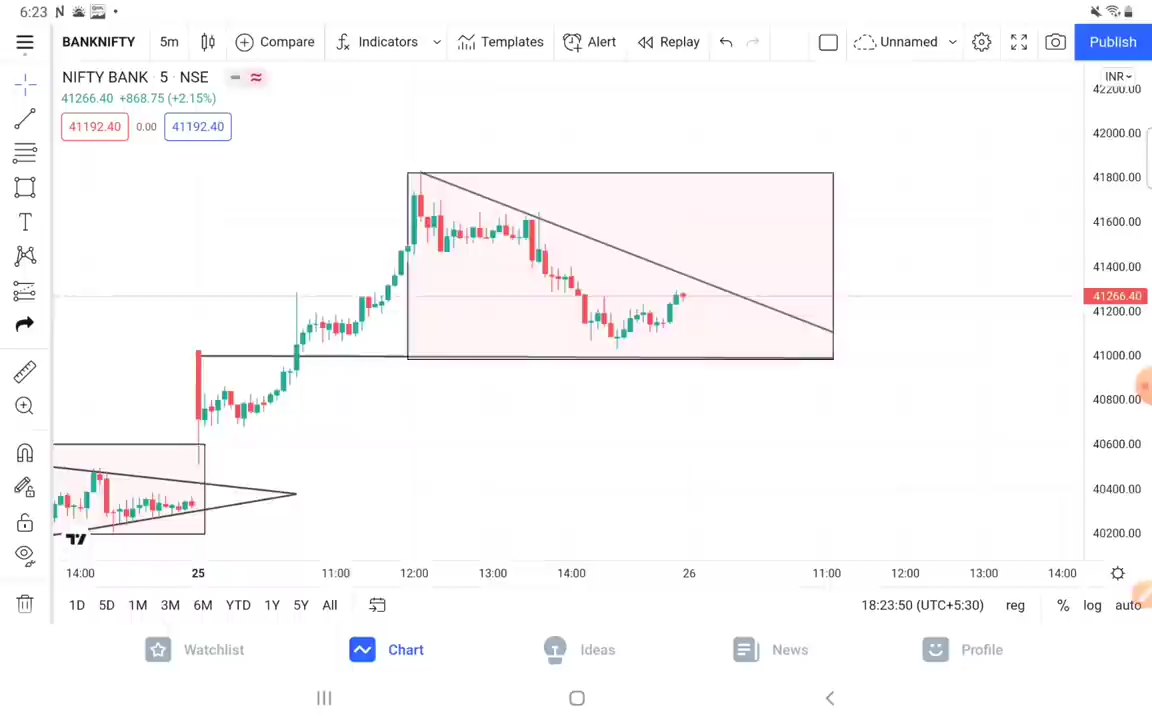 6:23 N
BANKNIFTY 5m Compare Indicators Templates Alert Replay Unnamed Publish
NIFTY BANK · 5 · NSE
41266.40 +868.75 (+2.15%)
41192.40 0.00 41192.40
INR
42200.00
42000.00
41800.00
41600.00
41400.00
41266.40
41200.00
41000.00
40800.00
40600.00
40400.00
40200.00
14:00 25 11:00 12:00 13:00 14:00 26 11:00 12:00 13:00 14:00
1D 5D 1M 3M 6M YTD 1Y 5Y All 18:23:50 (UTC+5:30) reg % log auto
Watchlist Chart Ideas News Profile